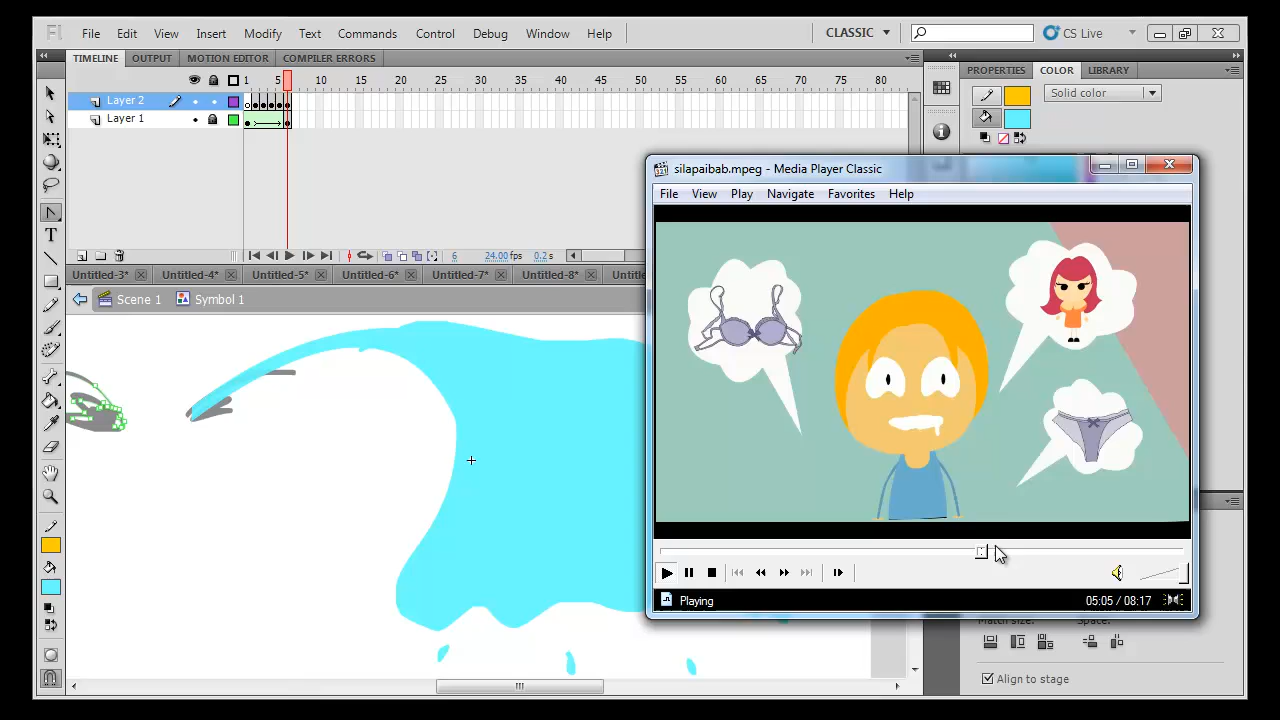 Fl File Edit View Insert Modify Text Commands Control Debug Window Help CLASSIC CS Live
TIMELINE OUTPUT MOTION EDITOR COMPILER ERRORS
PROPERTIES COLOR LIBRARY
1 5 10 15 20 25 30 35 40 45 50 55 60 65 70 75 80
Solid color
Layer 2
Layer 1
T
6 24.00fps 0.2s
Untitled-3* Untitled-4* Untitled-5* Untitled-6* Untitled-7* Untitled-8*
Scene 1 Symbol 1
silapaibab.mpeg - Media Player Classic
File View Play Navigate Favorites Help
Playing 05:05 / 08:17
Align to stage